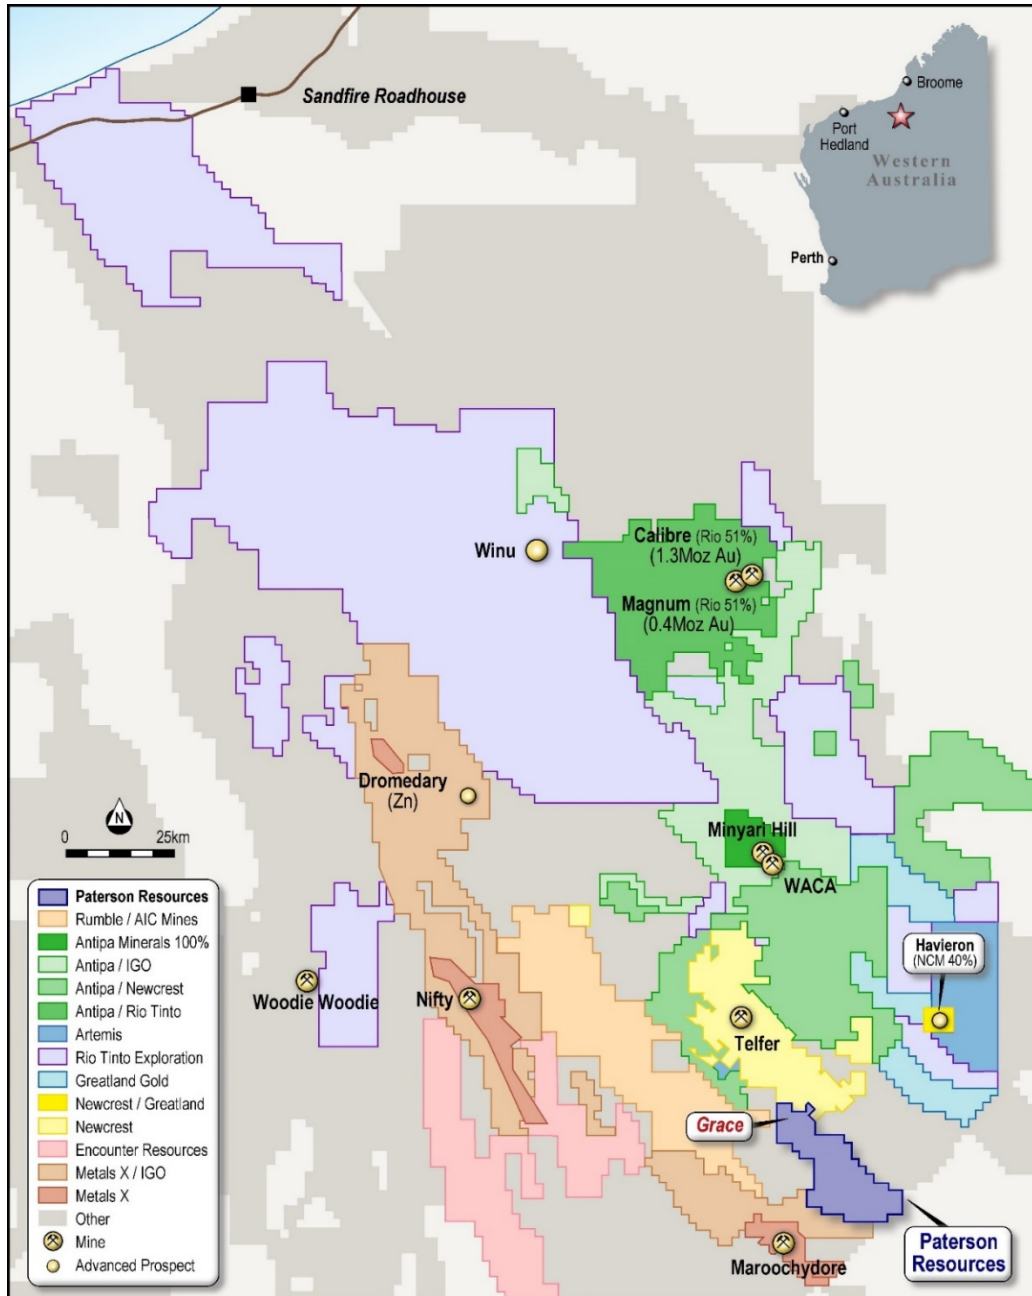 Sandfire Roadhouse
Broome
Port
Hedland
Western
Australia
Perth
Winu
Calibre (Rio 51%)
(1.3Moz Au)
Magnum (Rio 51%)
(0.4Moz Au)
Dromedary
(Zn)
N
0 25km
Minyari Hill
WACA
Havieron
(NCM 40%)
Woodie Woodie
Nifty
Telfer
Grace
Maroochydore
Paterson
Resources
Paterson Resources
Rumble / AIC Mines
Antipa Minerals 100%
Antipa / IGO
Antipa / Newcrest
Antipa / Rio Tinto
Artemis
Rio Tinto Exploration
Greatland Gold
Newcrest / Greatland
Newcrest
Encounter Resources
Metals X / IGO
Metals X
Other
Mine
Advanced Prospect